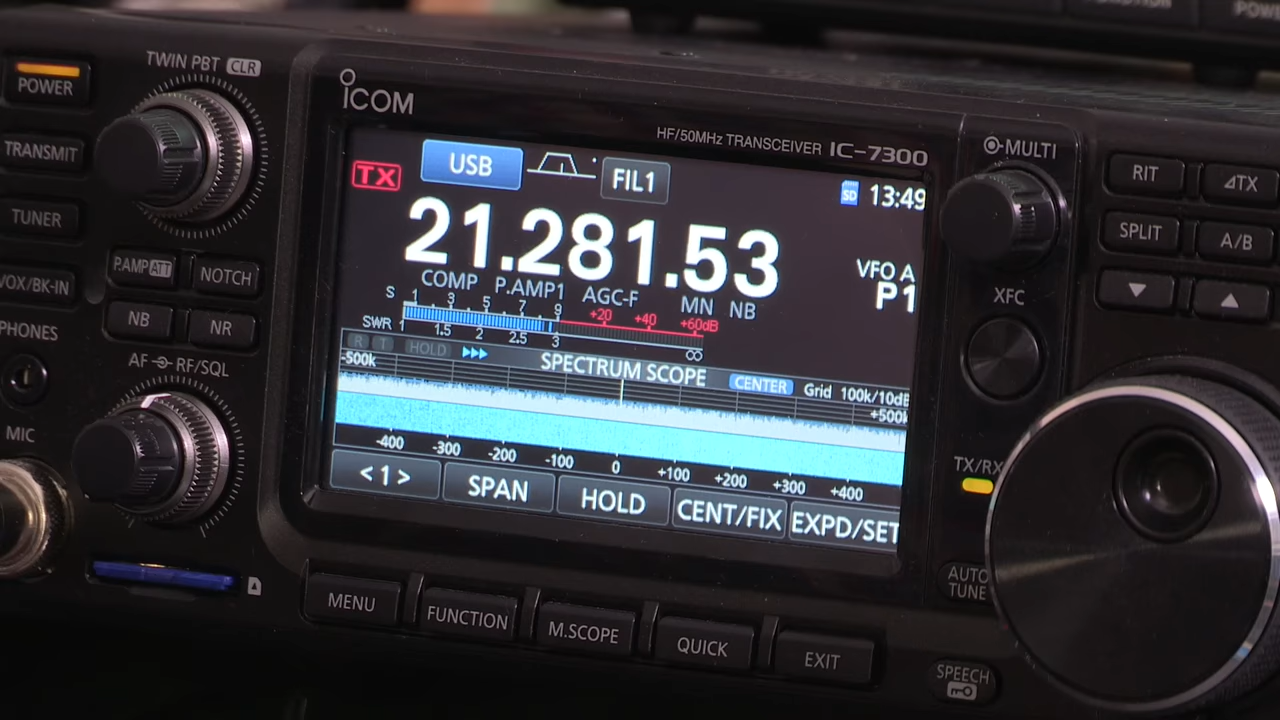 POWER
TWIN PBT CLR
ICOM
HF/50MHz TRANSCEIVER IC-7300
TRANSMIT
TUNER
VOX/BK-IN
PHONES
MIC
P.AMP ATT
NOTCH
NB
NR
AF RF/SQL
TX
USB
FIL1
SD
13:49
21.281.53
VFO A
P1
COMP P.AMP1 AGC-F MN NB
S 1 3 5 7 9 +20 +40 +60dB
SWR 1 1.5 2 2.5 3 ∞
R T HOLD
SPECTRUM SCOPE
CENTER
Grid 100k/10dB
-500k
+500k
-400 -300 -200 -100 0 +100 +200 +300 +400
<1>
SPAN
HOLD
CENT/FIX
EXPD/SET
MENU
FUNCTION
M.SCOPE
QUICK
EXIT
MULTI
RIT
⊿TX
SPLIT
A/B
XFC
TX/RX
AUTO
TUNE
SPEECH